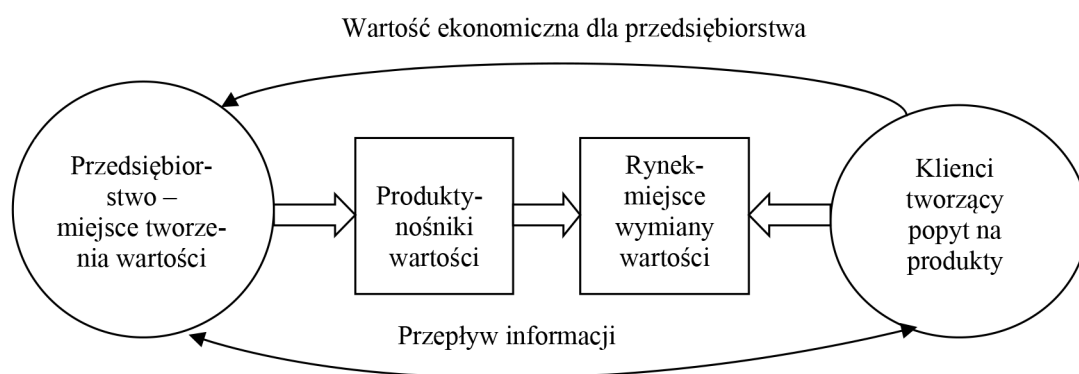 Wartość ekonomiczna dla przedsiębiorstwa
Przedsiębior-
stwo –
miejsce tworze-
nia wartości
Produkty-
nośniki
wartości
Rynek-
miejsce
wymiany
wartości
Klienci
tworzący
popyt na
produkty
Przepływ informacji